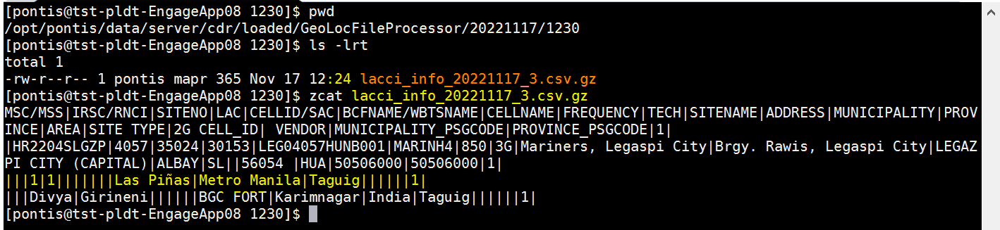 [pontis@tst-pldt-EngageApp08 1230]$ pwd
/opt/pontis/data/server/cdr/loaded/GeoLocFileProcessor/20221117/1230
[pontis@tst-pldt-EngageApp08 1230]$ ls -lrt
total 1
-rw-r--r-- 1 pontis mapr 365 Nov 17 12:24 lacci_info_20221117_3.csv.gz
[pontis@tst-pldt-EngageApp08 1230]$ zcat lacci_info_20221117_3.csv.gz
MSC/MSS|IRSC/RNCI|SITENO|LAC|CELLID/SAC|BCFNAME/WBTSNAME|CELLNAME|FREQUENCY|TECH|SITENAME|ADDRESS|MUNICIPALITY|PROV
INCE|AREA|SITE TYPE|2G CELL_ID| VENDOR|MUNICIPALITY_PSGCODE|PROVINCE_PSGCODE|1|
|HR2204SLGZP|4057|35024|30153|LEG04057HUNB001|MARINH4|850|3G|Mariners, Legaspi City|Brgy. Rawis, Legaspi City|LEGAZ
PI CITY (CAPITAL)|ALBAY|SL||56054 |HUA|50506000|50506000|1|
|||1|1|||||||Las Piñas|Metro Manila|Taguig||||||1|
|||Divya|Girineni||||||BGC FORT|Karimnagar|India|Taguig||||||1|
[pontis@tst-pldt-EngageApp08 1230]$